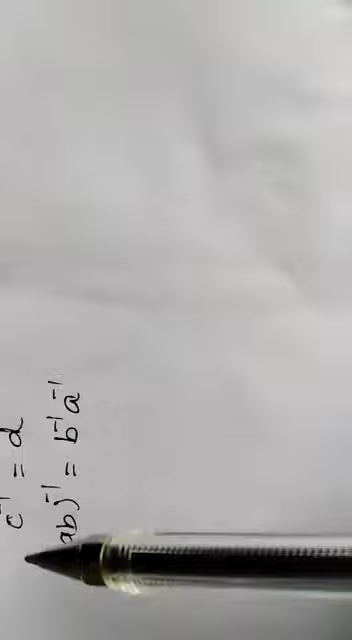 c⁻¹ = d
ab)⁻¹ = b⁻¹a⁻¹